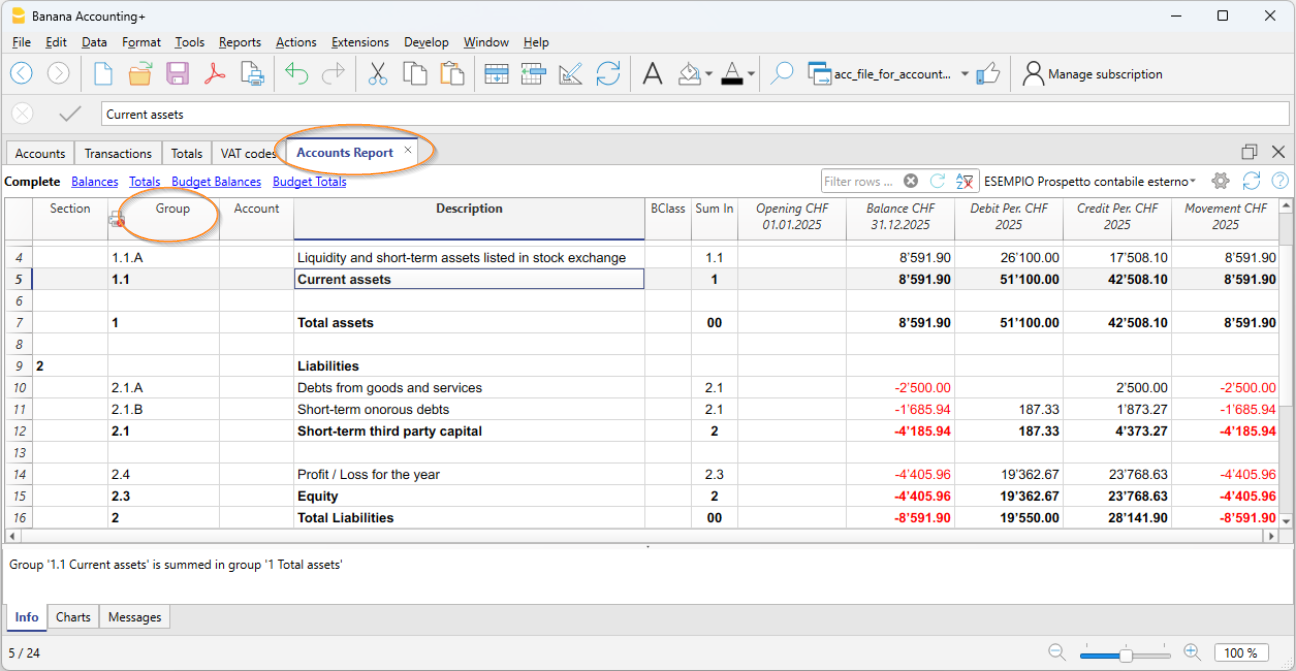 Banana Accounting+
File Edit Data Format Tools Reports Actions Extensions Develop Window Help
acc_file_for_account... Manage subscription
Current assets
Accounts Transactions Totals VAT codes Accounts Report
Complete Balances Totals Budget Balances Budget Totals Filter rows ... ESEMPIO Prospetto contabile esterno
Section Group Account Description BClass Sum In Opening CHF Balance CHF Debit Per. CHF Credit Per. CHF Movement CHF
01.01.2025 31.12.2025 2025 2025 2025
4 1.1.A Liquidity and short-term assets listed in stock exchange 1.1 8'591.90 26'100.00 17'508.10 8'591.90
5 1.1 Current assets 1 8'591.90 51'100.00 42'508.10 8'591.90
6
7 1 Total assets 00 8'591.90 51'100.00 42'508.10 8'591.90
8
9 2 Liabilities
10 2.1.A Debts from goods and services 2.1 -2'500.00 2'500.00 -2'500.00
11 2.1.B Short-term onorous debts 2.1 -1'685.94 187.33 1'873.27 -1'685.94
12 2.1 Short-term third party capital 2 -4'185.94 187.33 4'373.27 -4'185.94
13
14 2.4 Profit / Loss for the year 2.3 -4'405.96 19'362.67 23'768.63 -4'405.96
15 2.3 Equity 2 -4'405.96 19'362.67 23'768.63 -4'405.96
16 2 Total Liabilities 00 -8'591.90 19'550.00 28'141.90 -8'591.90
Group '1.1 Current assets' is summed in group '1 Total assets'
Info Charts Messages
5 / 24 100 %